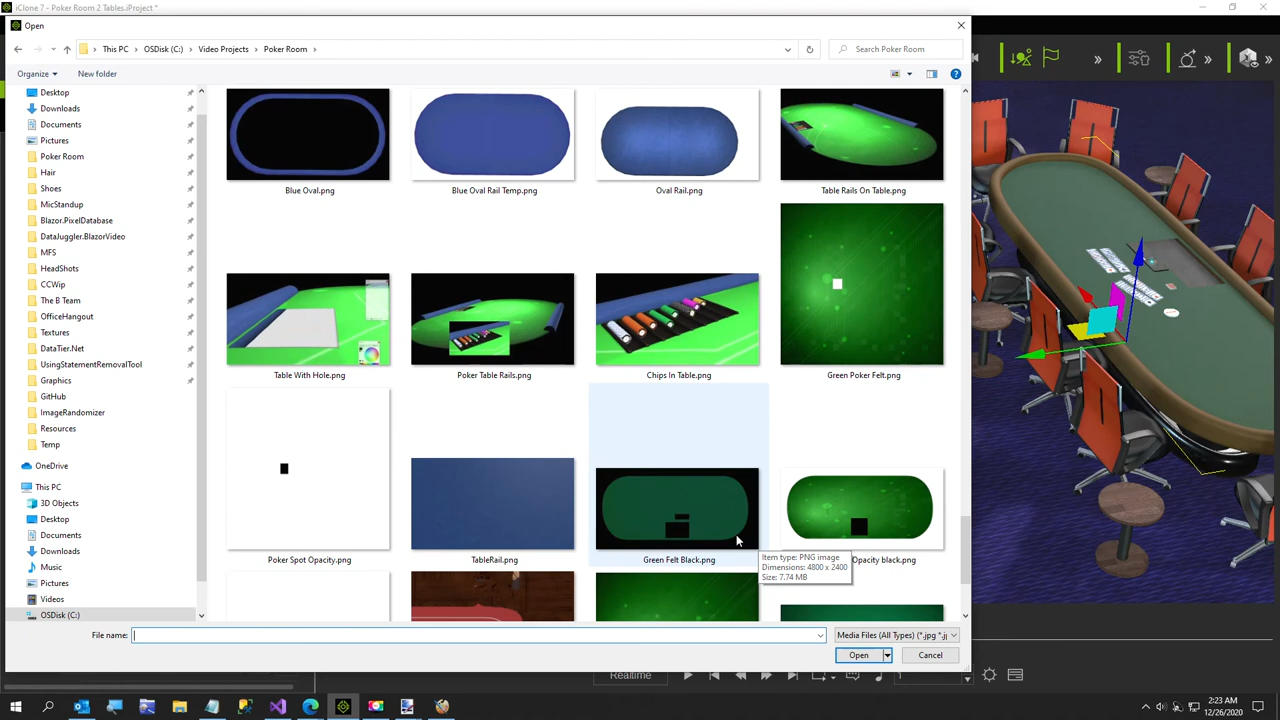 iClone 7 - Poker Room 2 Tables.iProject *
Open
This PC > OSDisk (C:) > Video Projects > Poker Room >
Search Poker Room
Organize
New folder
Desktop
Downloads
Documents
Pictures
Poker Room
Hair
Shoes
MicStandup
Blazor.PixelDatabase
DataJuggler.BlazorVideo
MFS
HeadShots
CCWip
The B Team
OfficeHangout
Textures
DataTier.Net
UsingStatementRemovalTool
Graphics
GitHub
ImageRandomizer
Resources
Temp
OneDrive
This PC
3D Objects
Desktop
Documents
Downloads
Music
Pictures
Videos
OSDisk (C:)
Blue Oval.png
Blue Oval Rail Temp.png
Oval Rail.png
Table Rails On Table.png
Table With Hole.png
Poker Table Rails.png
Chips In Table.png
Green Poker Felt.png
Poker Spot Opacity.png
TableRail.png
Green Felt Black.png
Opacity black.png
Item type: PNG image
Dimensions: 4800 x 2400
Size: 7.74 MB
File name:
Media Files (All Types) (*.jpg *.j
Open
Cancel
Realtime
1
2:23 AM
12/26/2020